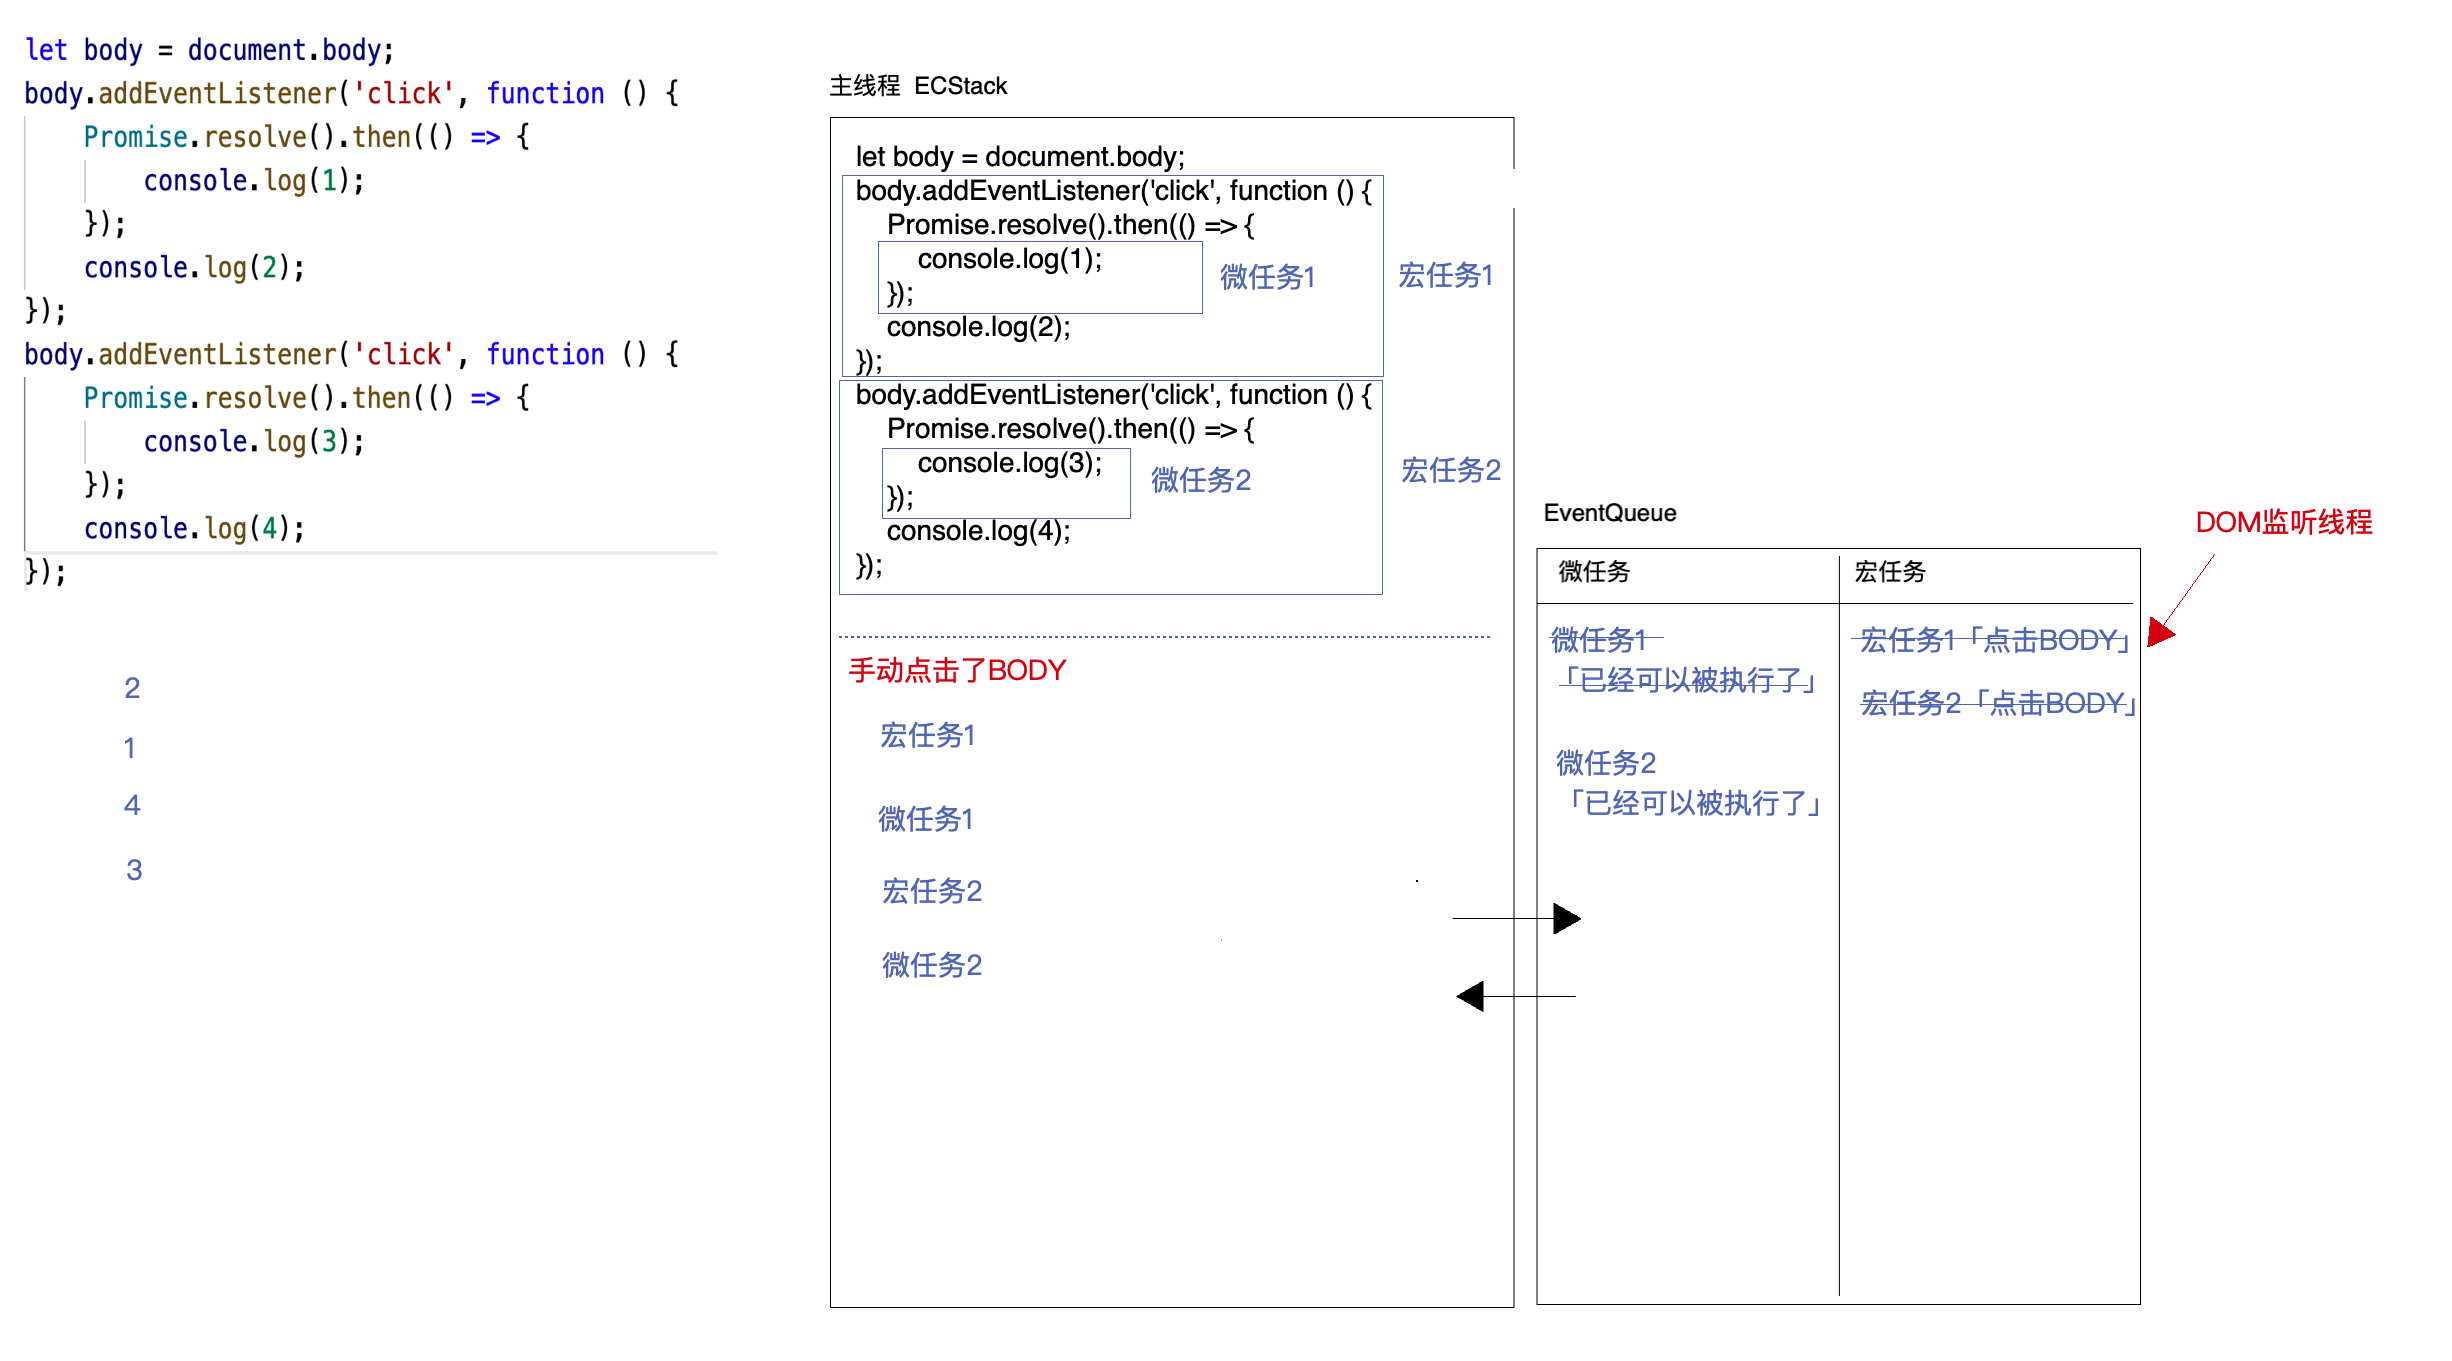 let body = document.body;
body.addEventListener('click', function () {
    Promise.resolve().then(() => {
        console.log(1);
    });
    console.log(2);
});
body.addEventListener('click', function () {
    Promise.resolve().then(() => {
        console.log(3);
    });
    console.log(4);
});
2
1
4
3
主线程 ECStack
let body = document.body;
body.addEventListener('click', function () {
    Promise.resolve().then(() => {
        console.log(1);
    });
微任务1
宏任务1
    console.log(2);
});
body.addEventListener('click', function () {
    Promise.resolve().then(() => {
        console.log(3);
    });
微任务2
宏任务2
    console.log(4);
});
手动点击了BODY
宏任务1
微任务1
宏任务2
微任务2
EventQueue
DOM监听线程
微任务
宏任务
微任务1
「已经可以被执行了」
微任务2
「已经可以被执行了」
宏任务1「点击BODY」
宏任务2「点击BODY」